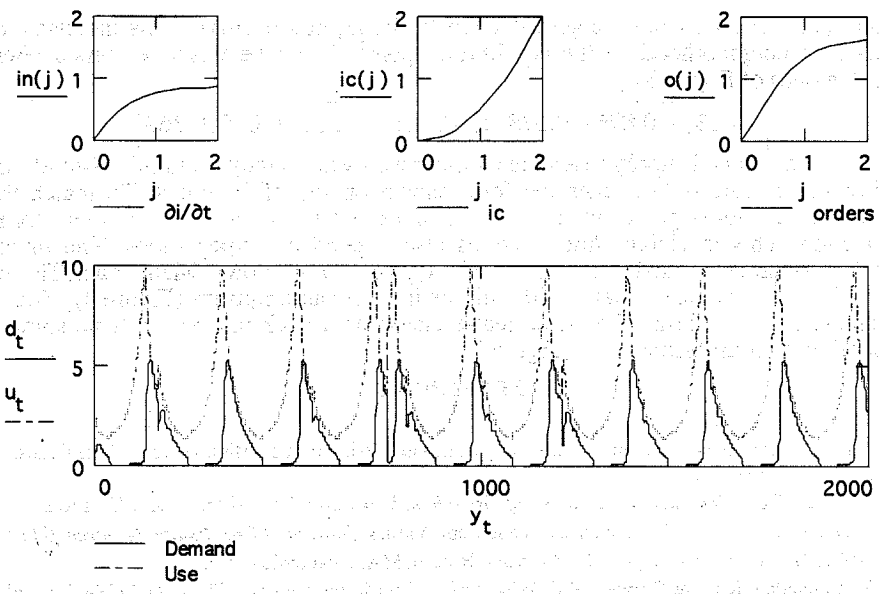 2
2
2
in(j)
1
ic(j)
1
o(j)
1
0
0
0
0 1 2
0 1 2
0 1 2
j
j
j
∂i/∂t
ic
orders
10
d_t
5
u_t
0
0 1000 2000
y_t
Demand
Use